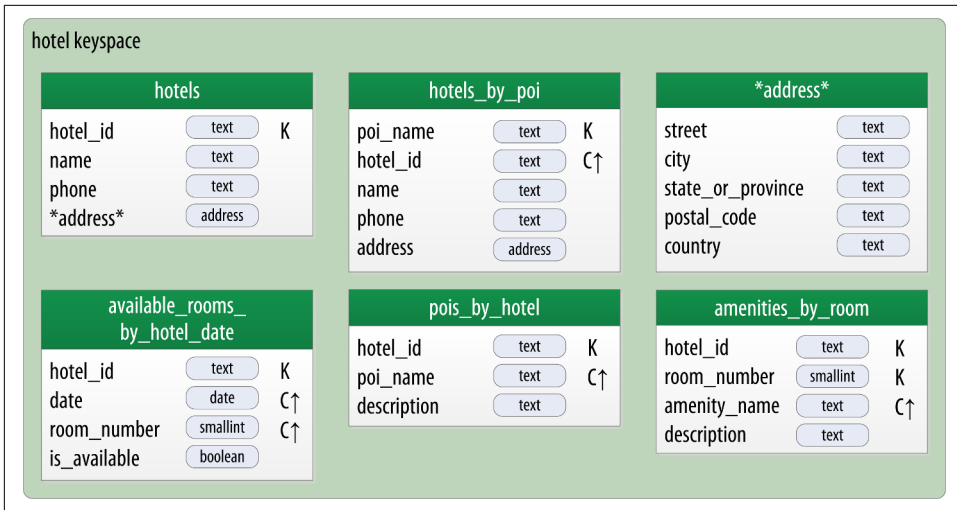 hotel keyspace
hotels
hotel_id text K
name text
phone text
*address* address
hotels_by_poi
poi_name text K
hotel_id text C↑
name text
phone text
address address
*address*
street text
city text
state_or_province text
postal_code text
country text
available_rooms_
by_hotel_date
hotel_id text K
date date C↑
room_number smallint C↑
is_available boolean
pois_by_hotel
hotel_id text K
poi_name text C↑
description text
amenities_by_room
hotel_id text K
room_number smallint K
amenity_name text C↑
description text